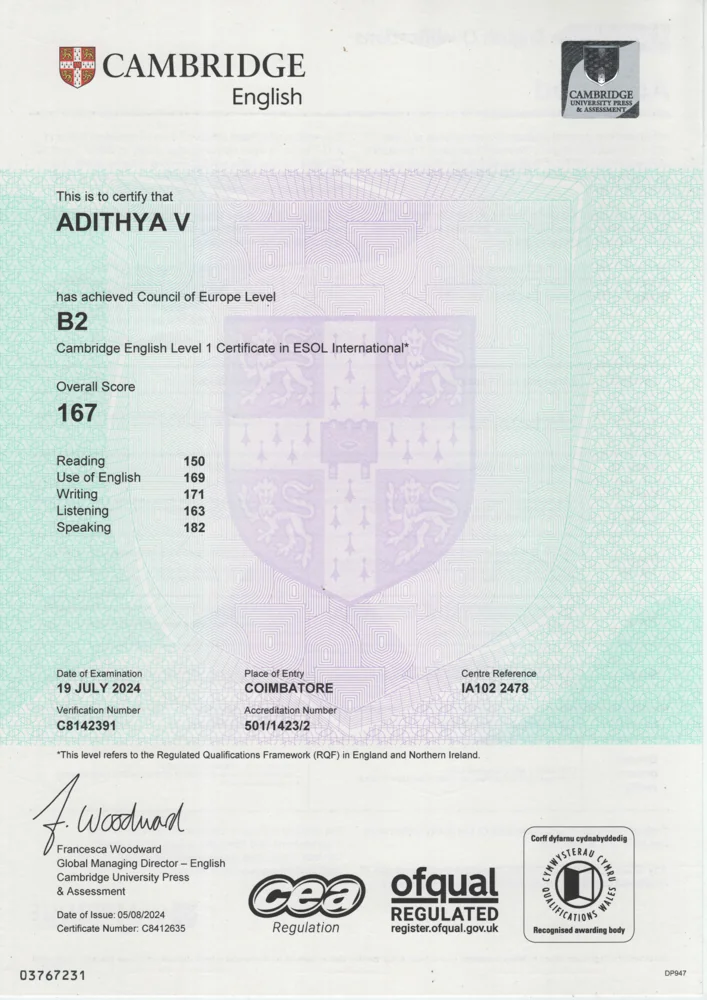 CAMBRIDGE
English
CAMBRIDGE
UNIVERSITY PRESS
& ASSESSMENT
This is to certify that
ADITHYA V
has achieved Council of Europe Level
B2
Cambridge English Level 1 Certificate in ESOL International*
Overall Score
167
Reading 150
Use of English 169
Writing 171
Listening 163
Speaking 182
Date of Examination Place of Entry Centre Reference
19 JULY 2024 COIMBATORE IA102 2478
Verification Number Accreditation Number
C8142391 501/1423/2
*This level refers to the Regulated Qualifications Framework (RQF) in England and Northern Ireland.
F. Woodward
Francesca Woodward
Global Managing Director – English
Cambridge University Press
& Assessment
Date of Issue: 05/08/2024
Certificate Number: C8412635
cea
Regulation
ofqual
REGULATED
register.ofqual.gov.uk
Corff dyfarnu cydnabyddedig
CYMWYSTERAU CYMRU
QUALIFICATIONS WALES
Recognised awarding body
03767231
DP947